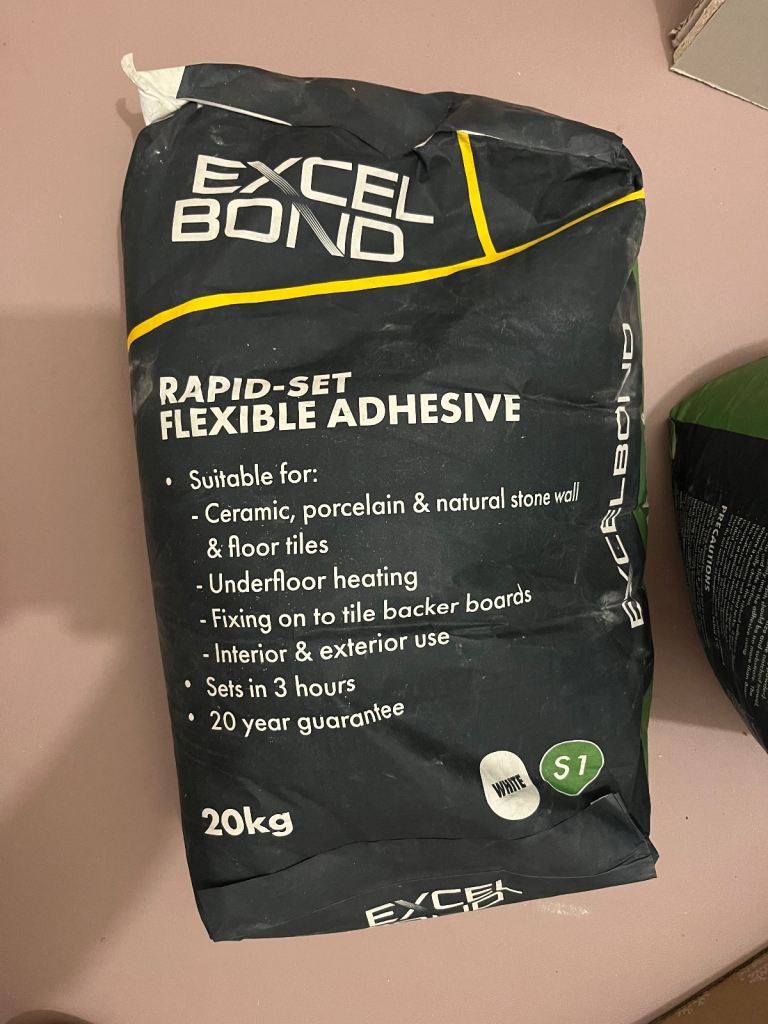 EXCEL
BOND
RAPID-SET
FLEXIBLE ADHESIVE
• Suitable for:
- Ceramic, porcelain & natural stone wall
& floor tiles
- Underfloor heating
- Fixing on to tile backer boards
- Interior & exterior use
• Sets in 3 hours
• 20 year guarantee
WHITE
S1
20kg
EXCEL
BOND
EXCELBOND
PRECAUTIONS